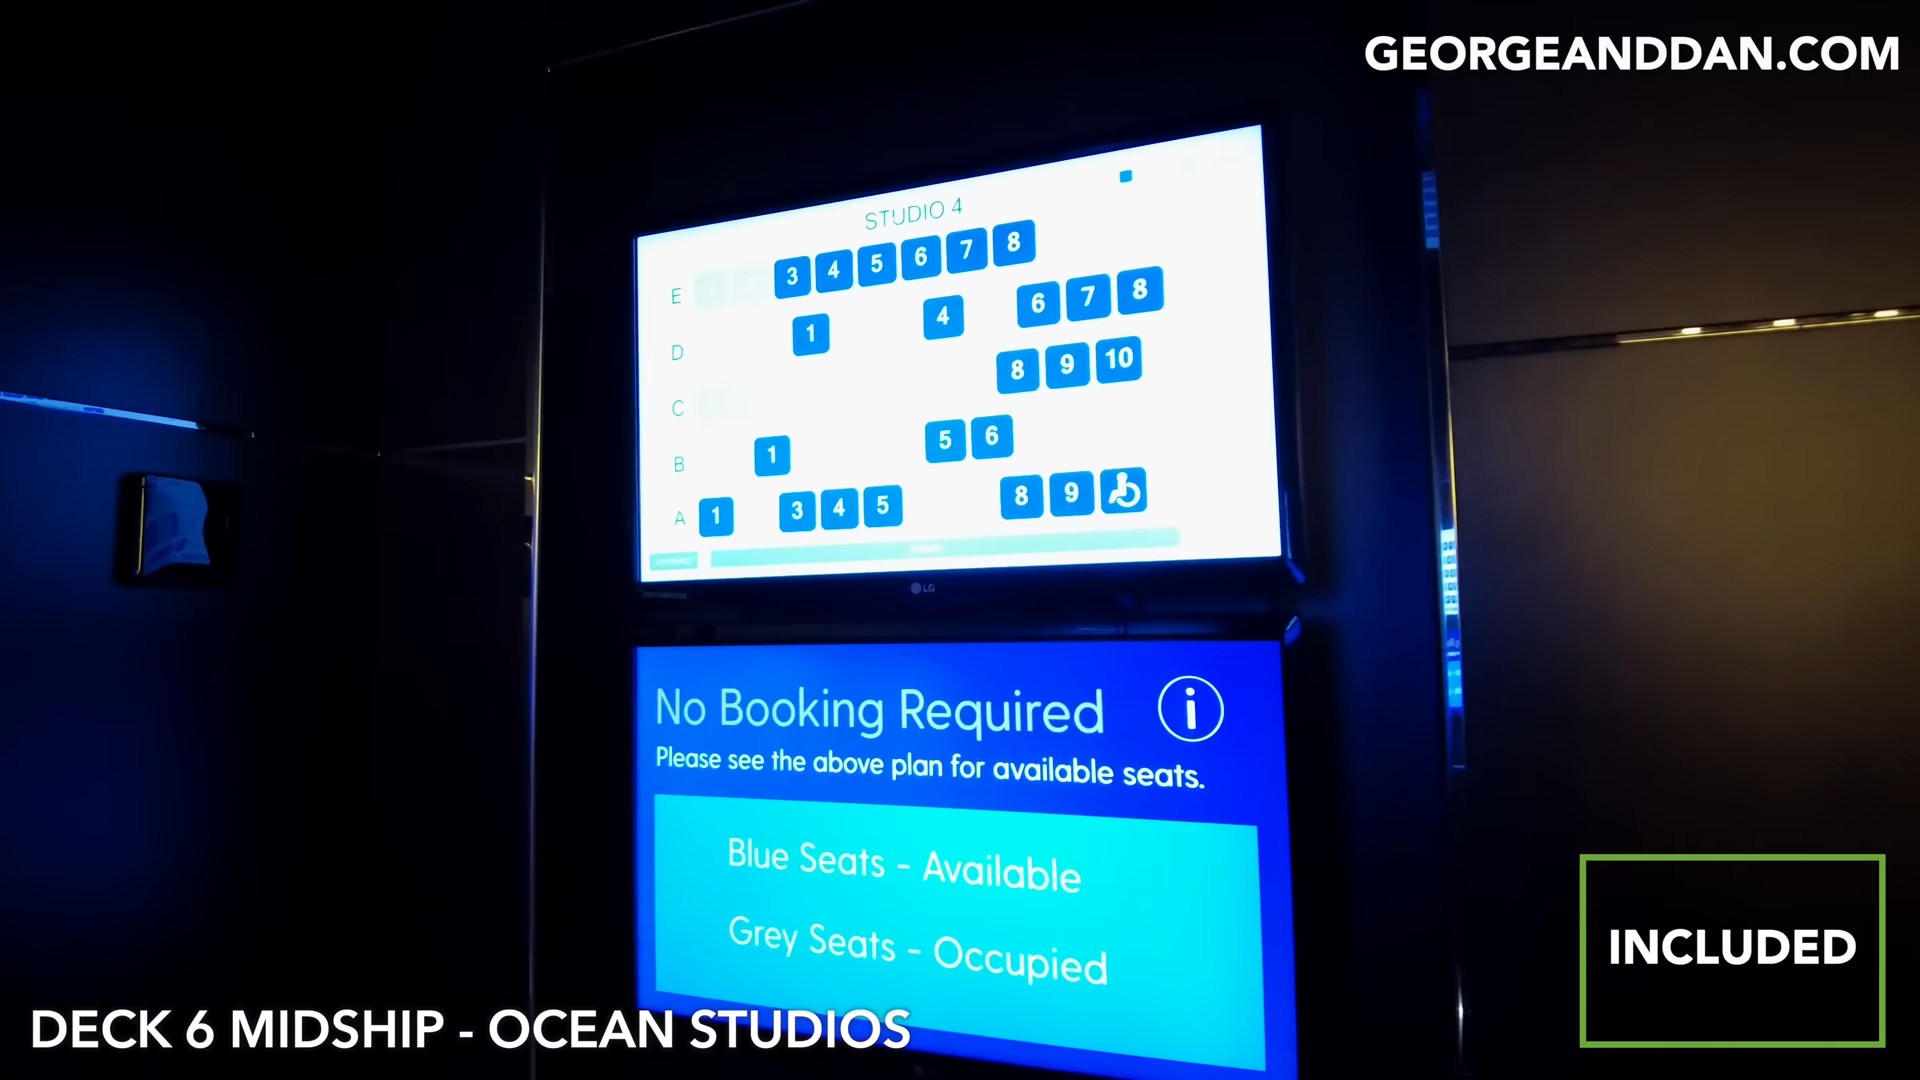 GEORGEANDDAN.COM
STUDIO 4
E 3 4 5 6 7 8
D 1 4 6 7 8
C 8 9 10
B 1 5 6
A 1 3 4 5 8 9
LG
No Booking Required i
Please see the above plan for available seats.
Blue Seats - Available
Grey Seats - Occupied
INCLUDED
DECK 6 MIDSHIP - OCEAN STUDIOS